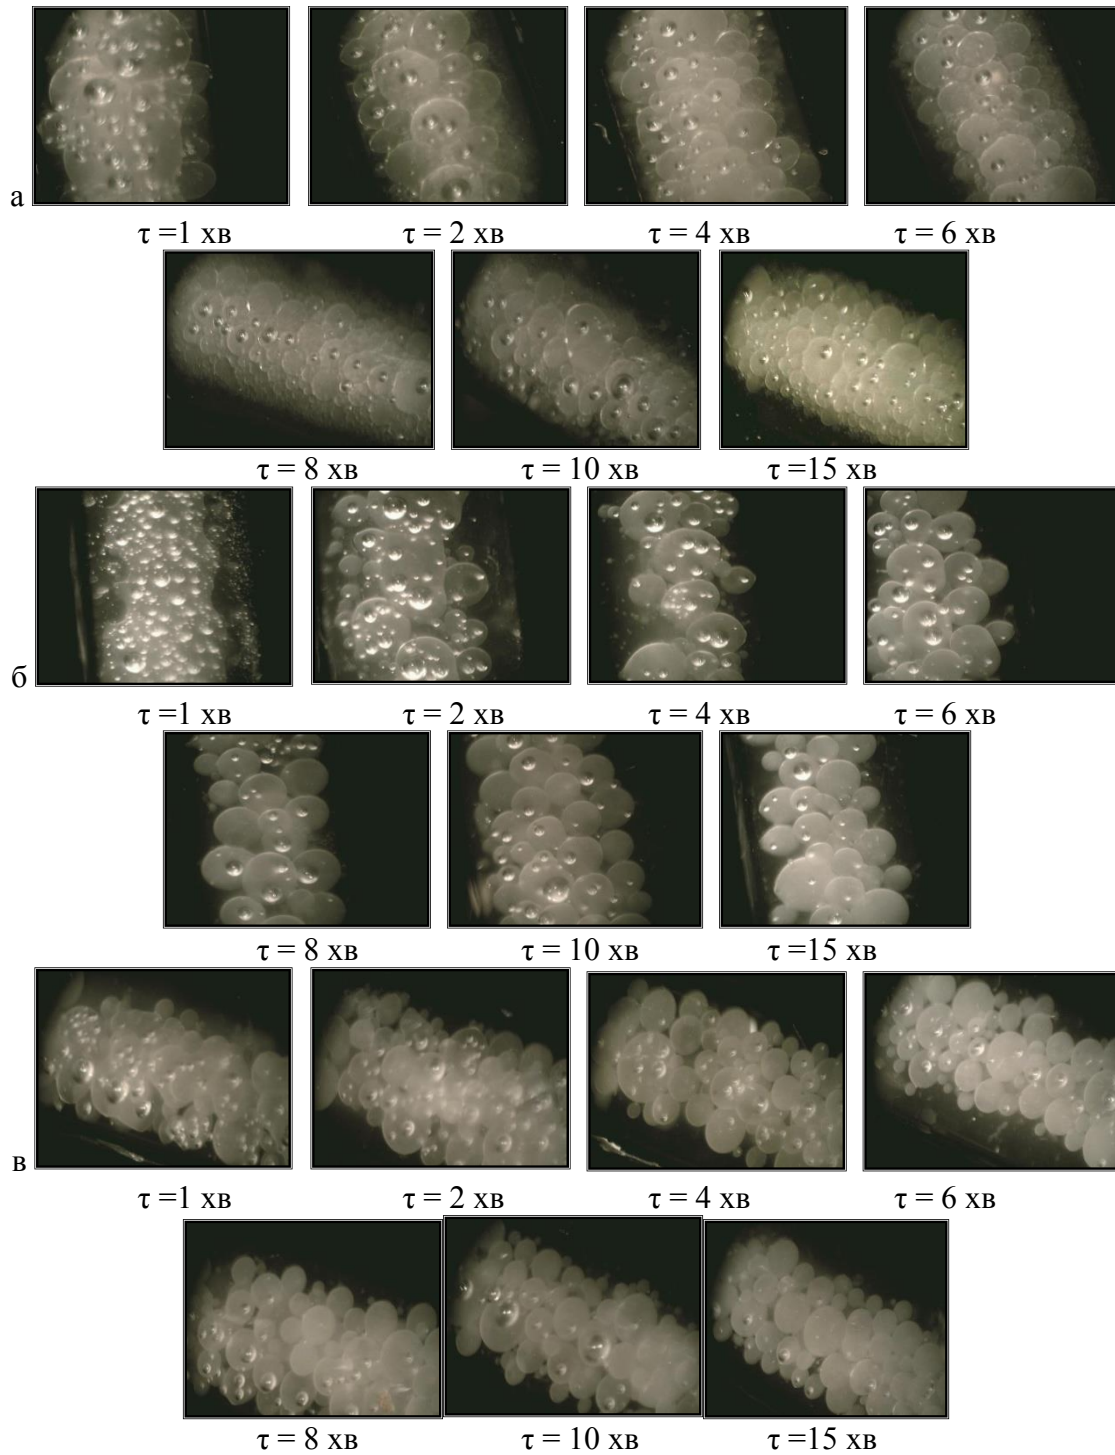 а
τ =1 хв τ = 2 хв τ = 4 хв τ = 6 хв
τ = 8 хв τ = 10 хв τ =15 хв
б
τ =1 хв τ = 2 хв τ = 4 хв τ = 6 хв
τ = 8 хв τ = 10 хв τ =15 хв
в
τ =1 хв τ = 2 хв τ = 4 хв τ = 6 хв
τ = 8 хв τ = 10 хв τ =15 хв